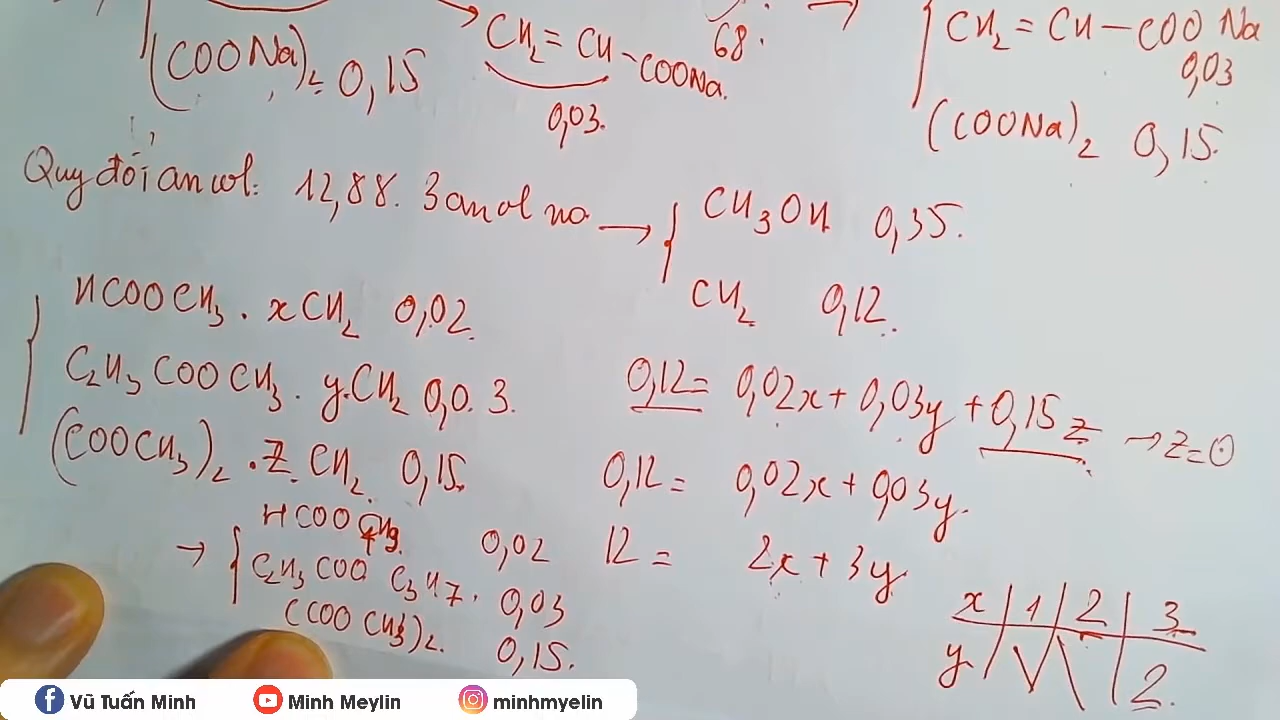 (COONa)₂ 0,15
CH₂ = CH - COONa.
0,03.
68.
CH₂ = CH - COO Na
0,03
(COONa)₂ 0,15.
Quy đổi ancol: 12,88. 3 ancol no → CH₃OH 0,35.
CH₂ 0,12.
HCOOCH₃ . xCH₂ 0,02.
C₂H₃COOCH₃ . y.CH₂ 0,0.3.
(COOCH₃)₂ . Z CH₂ 0,15.
0,12 = 0,02x + 0,03y + 0,15z → z=0
0,12 = 0,02x + 0,03y.
12 = 2x + 3y
→ HCOO 0,02
C₂H₃COO C₃H₇. 0,03
(COOCH₃)₂. 0,15.
x 1 2 3
y 2.
Vũ Tuấn Minh Minh Meylin minhmyelin